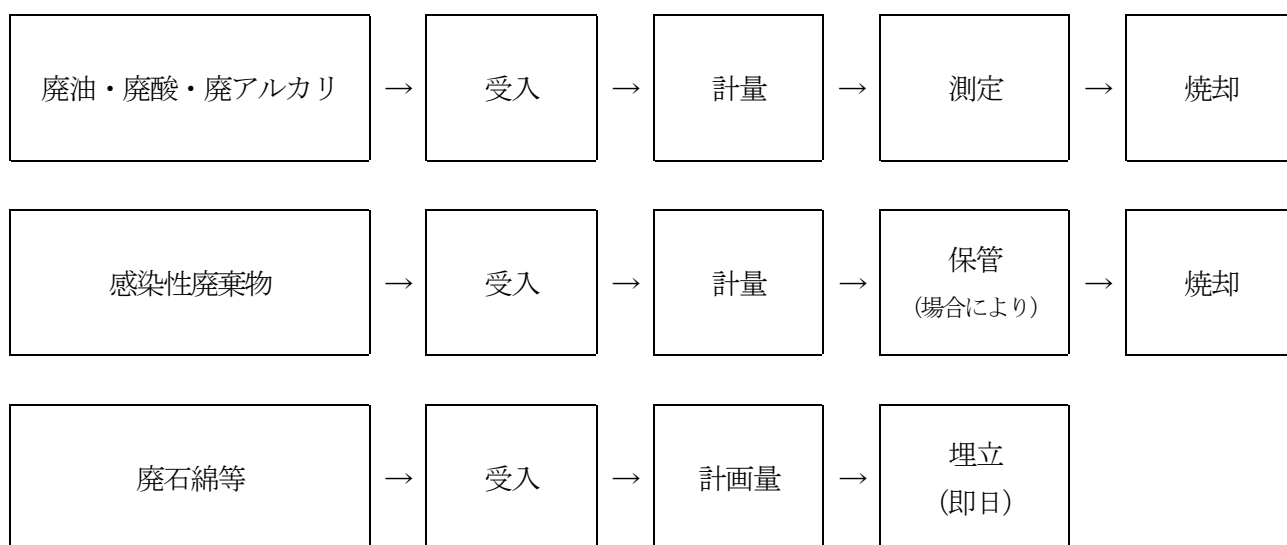 廃油・廃酸・廃アルカリ → 受入 → 計量 → 測定 → 焼却
感染性廃棄物 → 受入 → 計量 → 保管 → 焼却
(場合により)
廃石綿等 → 受入 → 計画量 → 埋立
(即日)